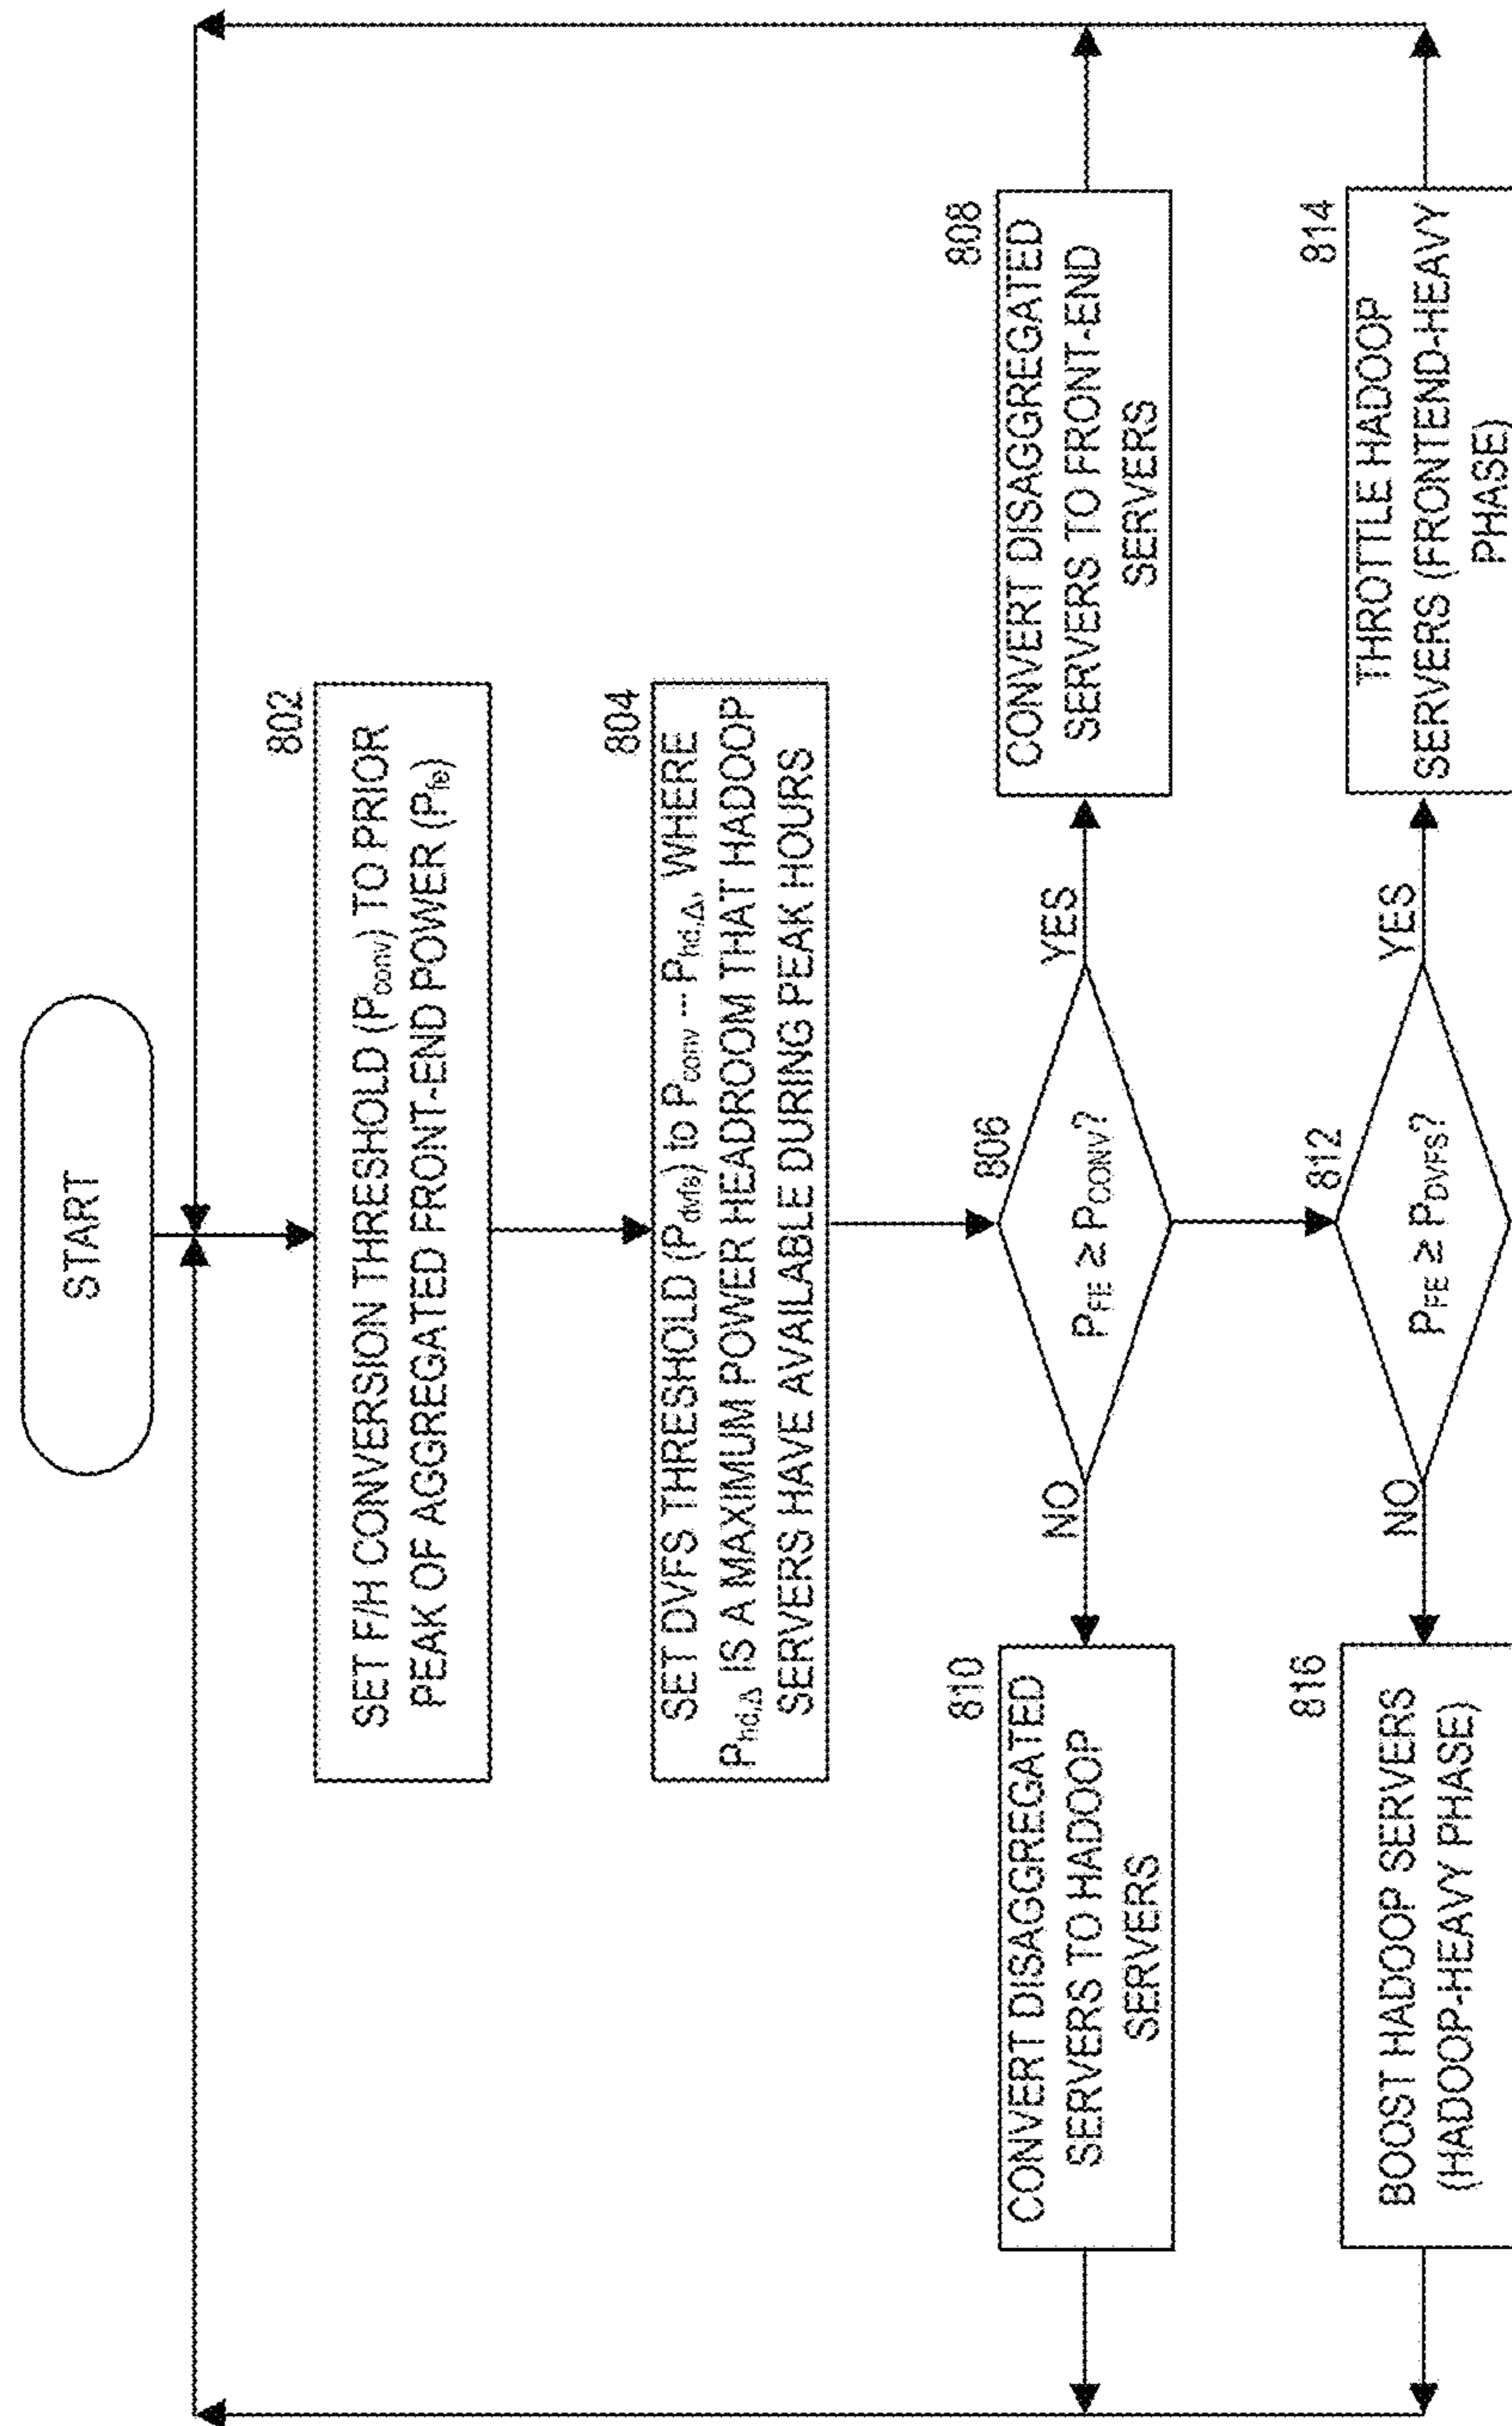 START
802
SET F/H CONVERSION THRESHOLD (Pconv) TO PRIOR
PEAK OF AGGREGATED FRONT-END POWER (Pfe)
804
SET DVFS THRESHOLD (Pdvfs) to Pconv --- Phd,Δ, WHERE
Phd,Δ IS A MAXIMUM POWER HEADROOM THAT HADOOP
SERVERS HAVE AVAILABLE DURING PEAK HOURS
806
PFE ≥ PCONV?
NO
YES
810
CONVERT DISAGGREGATED
SERVERS TO HADOOP
SERVERS
808
CONVERT DISAGGREGATED
SERVERS TO FRONT-END
SERVERS
812
PFE ≥ PDVFS?
NO
YES
816
BOOST HADOOP SERVERS
(HADOOP-HEAVY PHASE)
814
THROTTLE HADOOP
SERVERS (FRONTEND-HEAVY
PHASE)